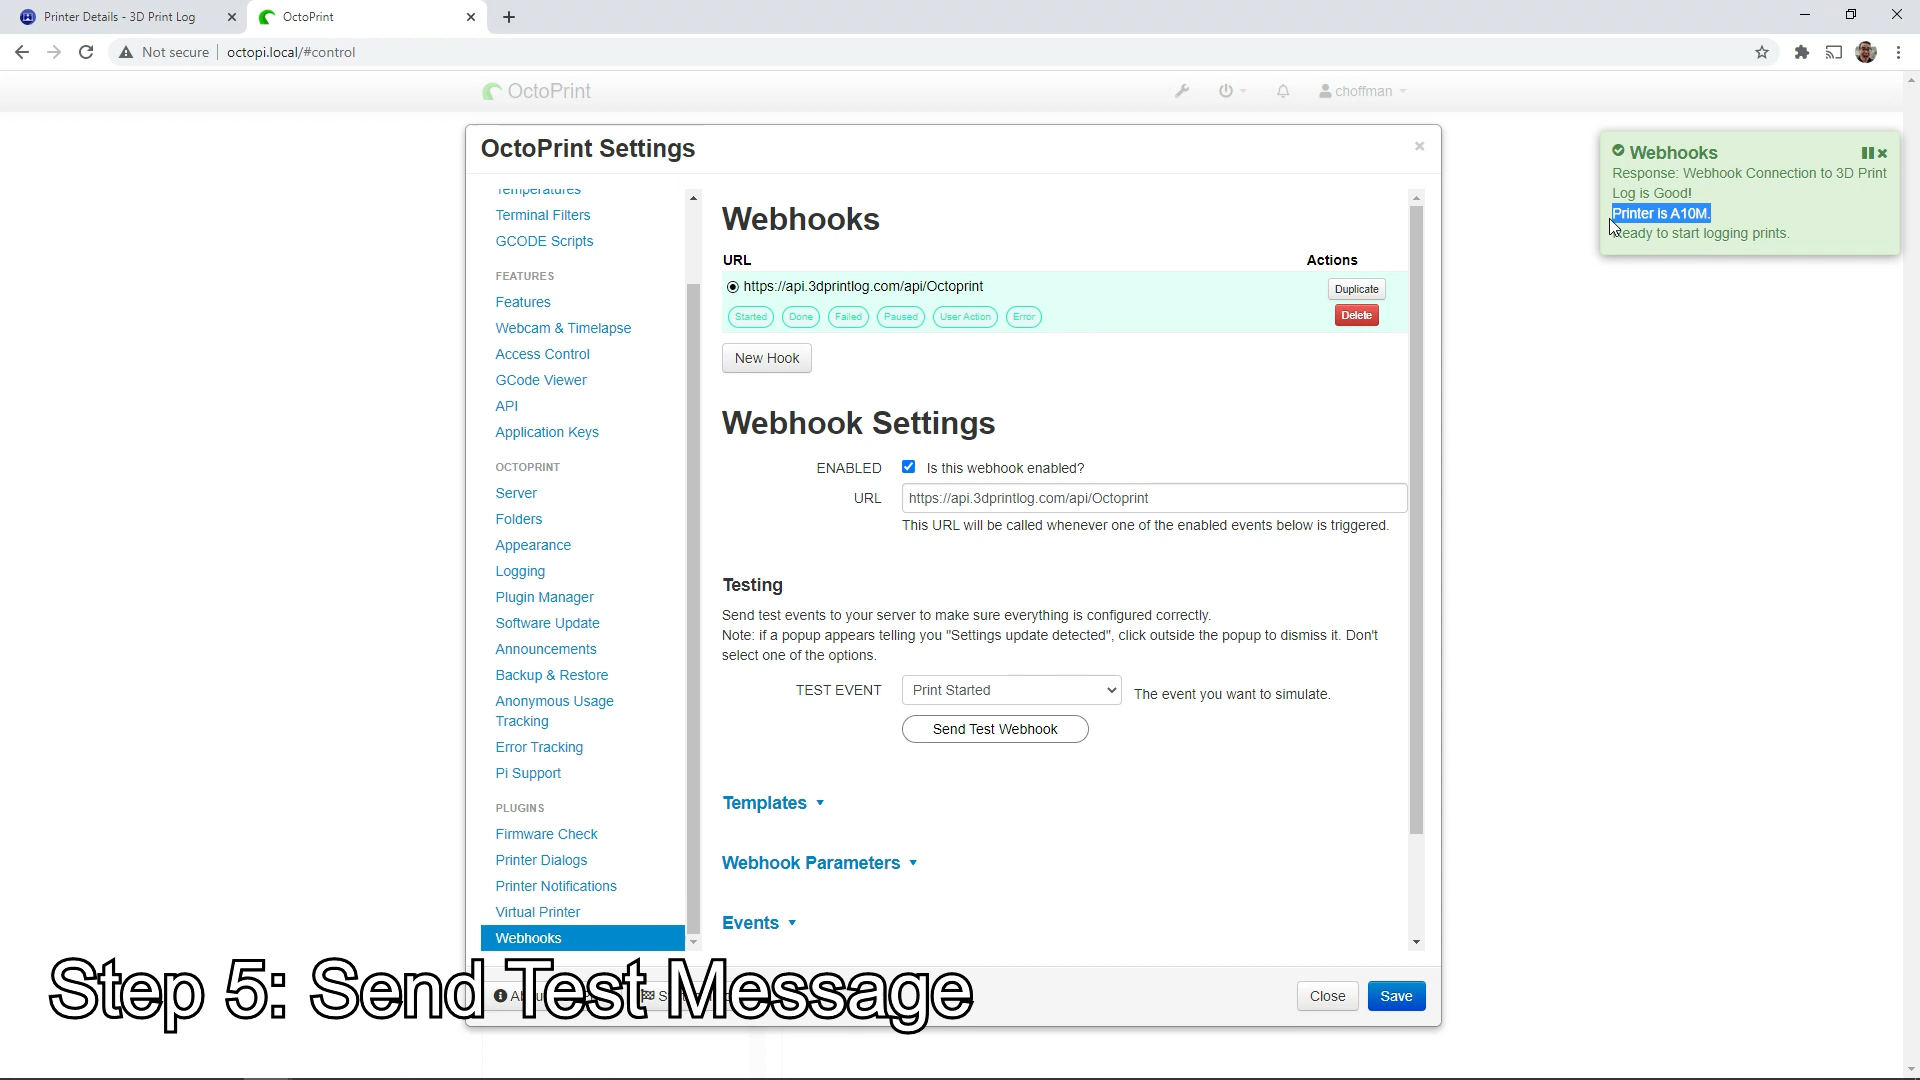 Printer Details - 3D Print Log
OctoPrint
Not secure
octopi.local/#control
OctoPrint
choffman
OctoPrint Settings
Webhooks
Response: Webhook Connection to 3D Print
Log is Good!
Printer is A10M.
Ready to start logging prints.
Temperatures
Terminal Filters
GCODE Scripts
FEATURES
Features
Webcam & Timelapse
Access Control
GCode Viewer
API
Application Keys
OCTOPRINT
Server
Folders
Appearance
Logging
Plugin Manager
Software Update
Announcements
Backup & Restore
Anonymous Usage
Tracking
Error Tracking
Pi Support
PLUGINS
Firmware Check
Printer Dialogs
Printer Notifications
Virtual Printer
Webhooks
Webhooks
URL
Actions
https://api.3dprintlog.com/api/Octoprint
Duplicate
Started
Done
Failed
Paused
User Action
Error
Delete
New Hook
Webhook Settings
ENABLED
Is this webhook enabled?
URL
https://api.3dprintlog.com/api/Octoprint
This URL will be called whenever one of the enabled events below is triggered.
Testing
Send test events to your server to make sure everything is configured correctly.
Note: if a popup appears telling you "Settings update detected", click outside the popup to dismiss it. Don't
select one of the options.
TEST EVENT
Print Started
The event you want to simulate.
Send Test Webhook
Templates
Webhook Parameters
Events
Step 5: Send Test Message
Close
Save